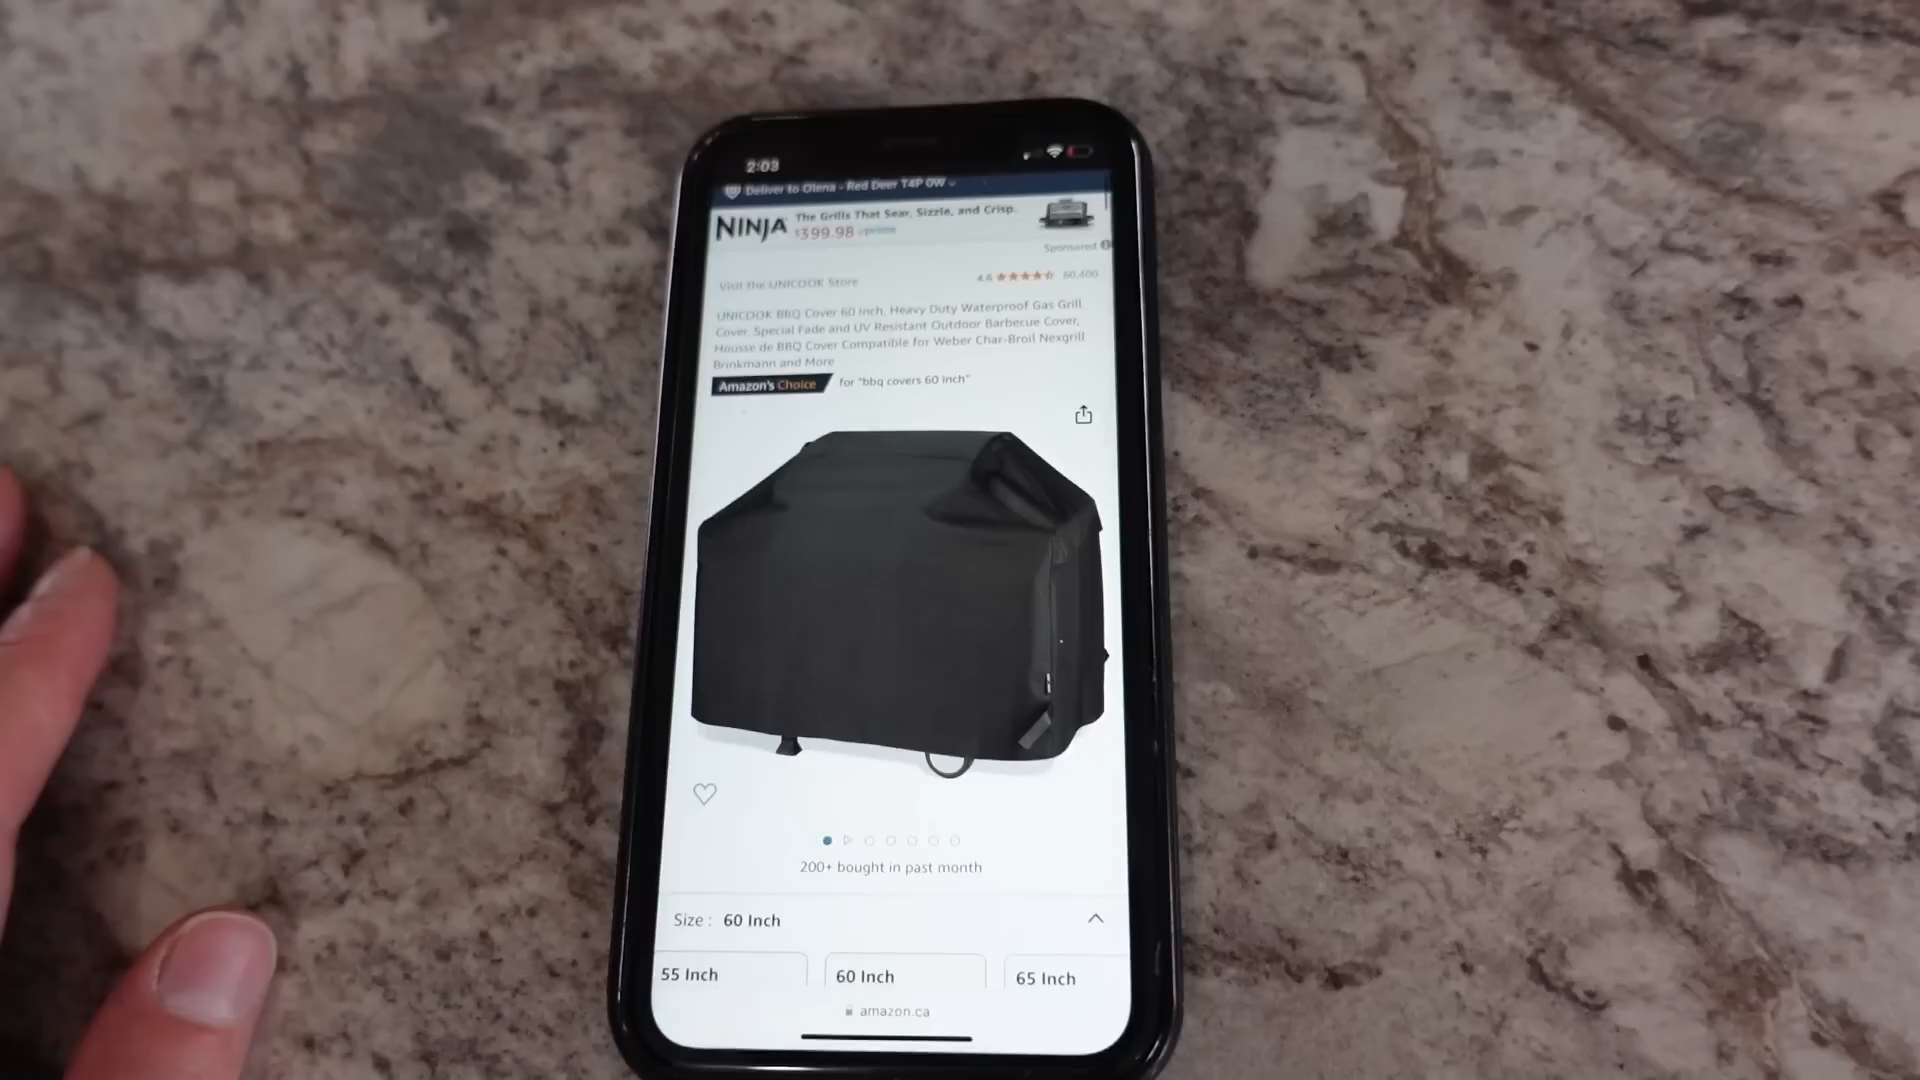 2:03
Deliver to Olena - Red Deer T4P 0W
NINJA
The Grills That Sear, Sizzle, and Crisp.
$399.98 prime
Sponsored
Visit the UNICOOK Store
4.6
50,400
UNICOOK BBQ Cover 60 Inch, Heavy Duty Waterproof Gas Grill
Cover, Special Fade and UV Resistant Outdoor Barbecue Cover,
Housse de BBQ Cover Compatible for Weber Char-Broil Nexgrill
Brinkmann and More
Amazon's Choice for "bbq covers 60 inch"
200+ bought in past month
Size : 60 Inch
55 Inch
60 Inch
65 Inch
amazon.ca